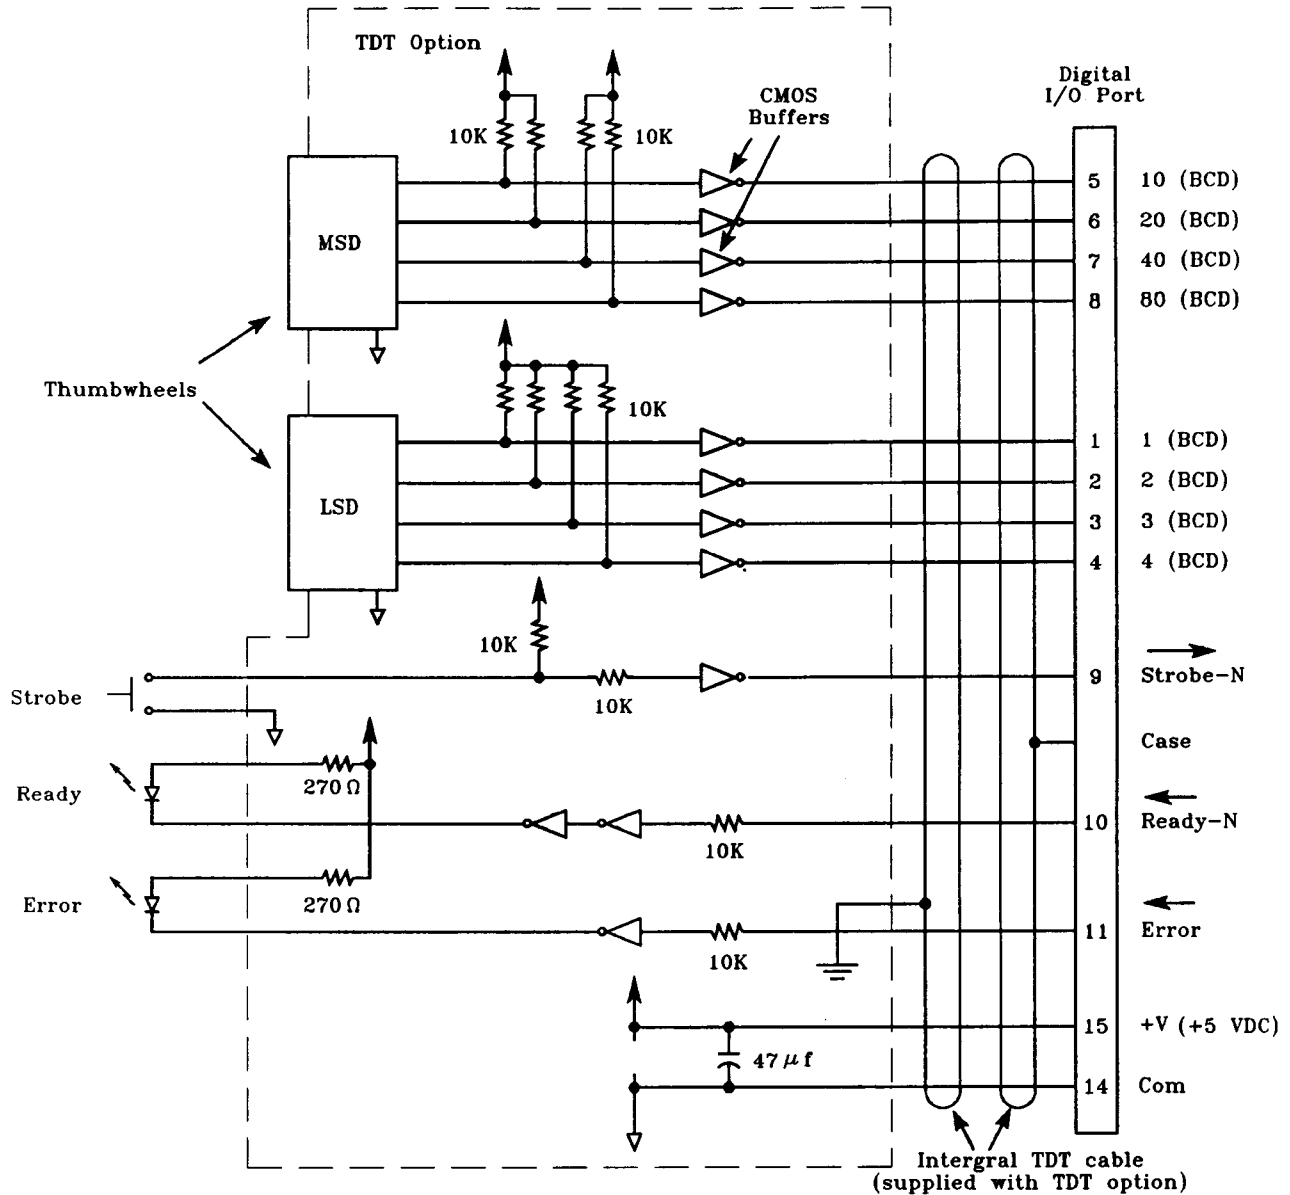 TDT Option
Digital
I/O Port
CMOS
Buffers
10K
10K
MSD
5
10 (BCD)
6
20 (BCD)
7
40 (BCD)
8
80 (BCD)
Thumbwheels
10K
LSD
1
1 (BCD)
2
2 (BCD)
3
3 (BCD)
4
4 (BCD)
10K
10K
Strobe
9
Strobe-N
Case
Ready
270 Ω
10K
10
Ready-N
Error
270 Ω
10K
11
Error
15
+V (+5 VDC)
47 μf
14
Com
Intergral TDT cable
(supplied with TDT option)